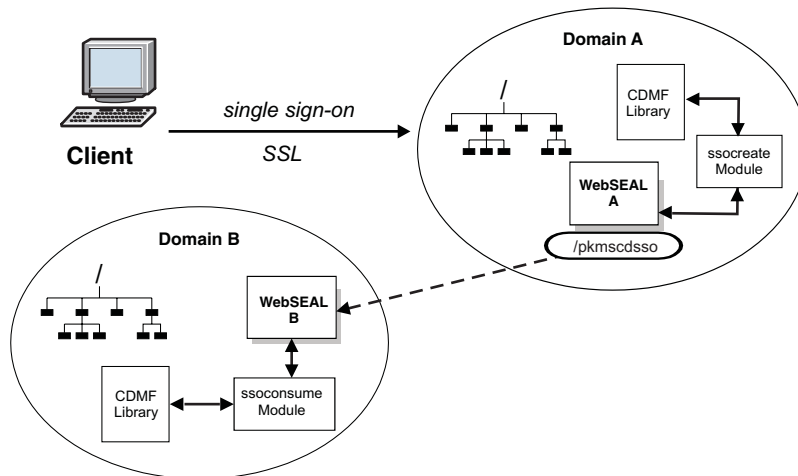 Client
single sign-on
SSL
Domain A
/
CDMF
Library
ssocreate
Module
WebSEAL
A
/pkmscdsso
Domain B
/
WebSEAL
B
CDMF
Library
ssoconsume
Module